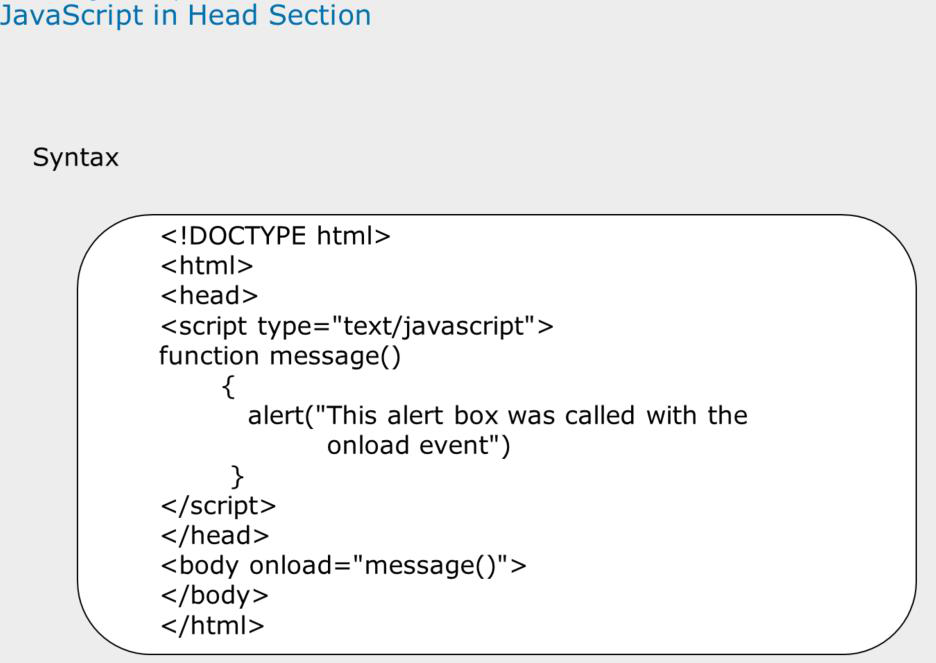 JavaScript in Head Section
Syntax
<!DOCTYPE html>
<html>
<head>
<script type="text/javascript">
function message()
{
alert("This alert box was called with the
onload event")
}
</script>
</head>
<body onload="message()">
</body>
</html>